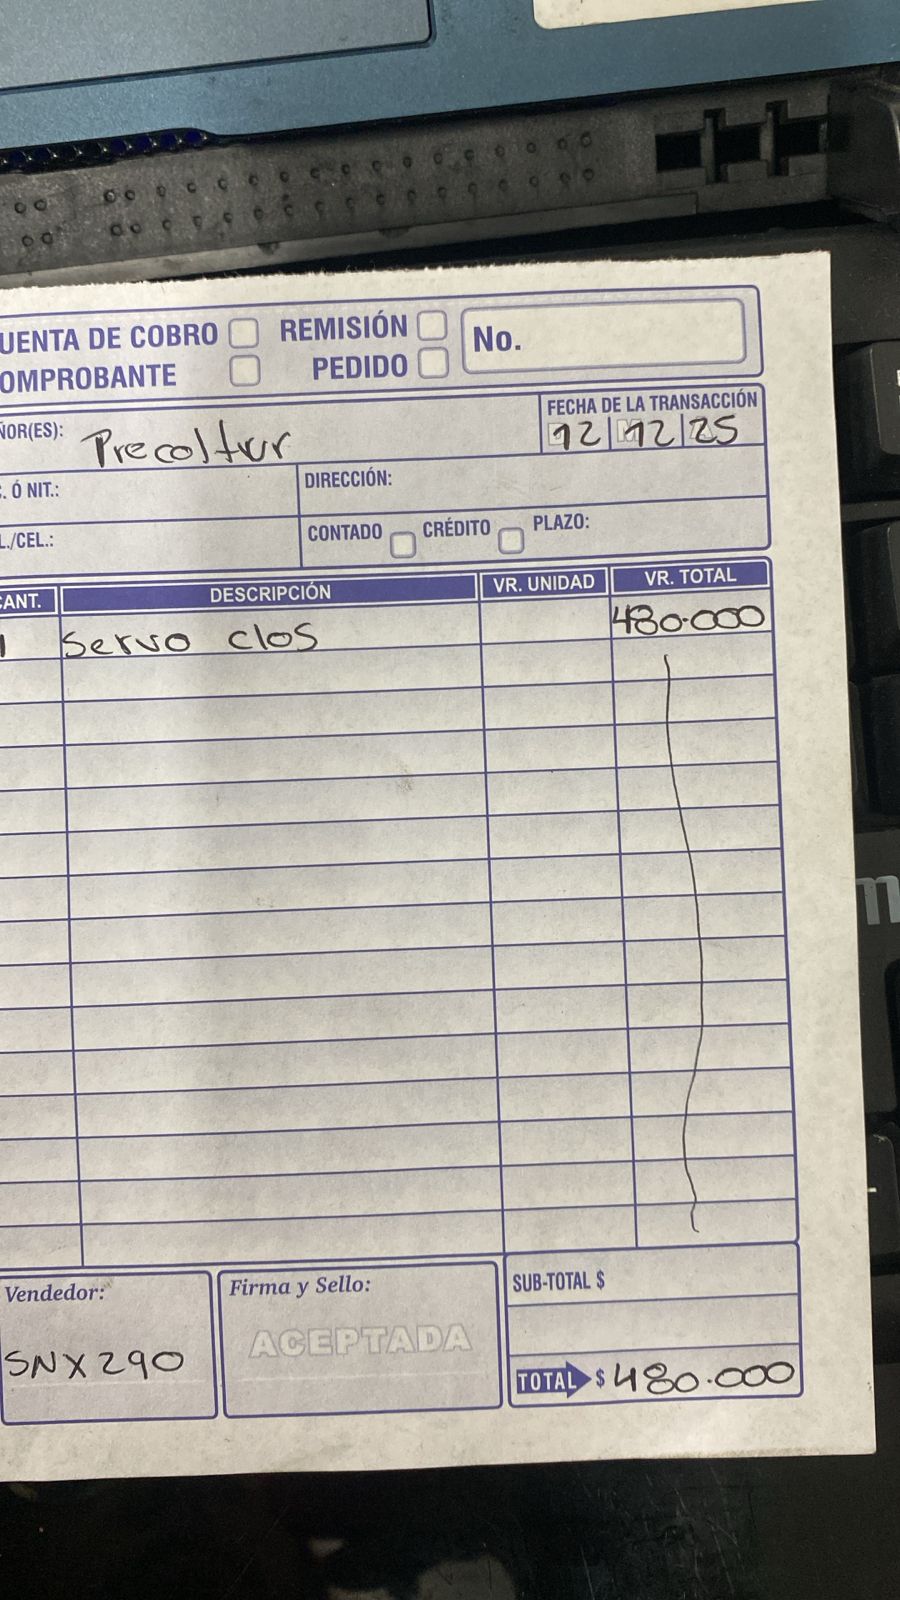 UENTA DE COBRO REMISIÓN No.
OMPROBANTE PEDIDO
ÑOR(ES): Precoltur
FECHA DE LA TRANSACCIÓN
12 12 25
. Ó NIT.: DIRECCIÓN:
L./CEL.: CONTADO CRÉDITO PLAZO:
CANT. DESCRIPCIÓN VR. UNIDAD VR. TOTAL
1 Servo clos 480.000
Vendedor: Firma y Sello: SUB-TOTAL $
ACEPTADA
SNX290 TOTAL $ 480.000